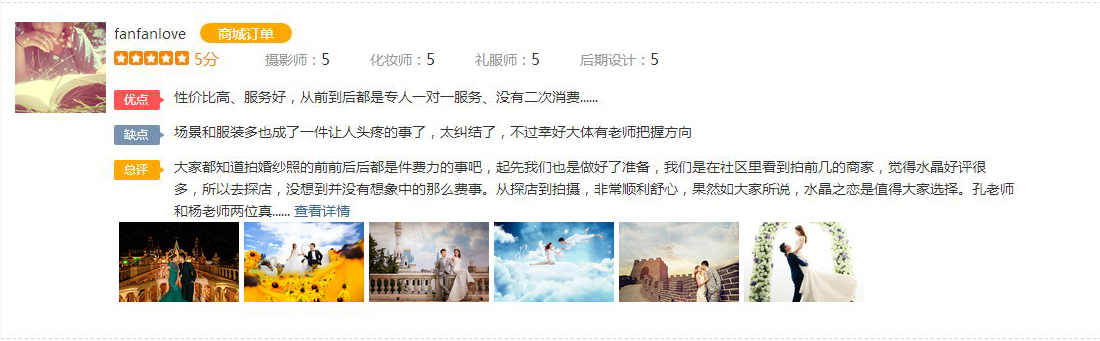 fanfanlove 商城订单
5分 摄影师：5 化妆师：5 礼服师：5 后期设计：5
优点 性价比高、服务好，从前到后都是专人一对一服务、没有二次消费......
缺点 场景和服装多也成了一件让人头疼的事了，太纠结了，不过幸好大体有老师把握方向
总评 大家都知道拍婚纱照的前前后后都是件费力的事吧，起先我们也是做好了准备，我们是在社区里看到拍前几的商家，觉得水晶好评很
多，所以去探店，没想到并没有想象中的那么费事。从探店到拍摄，非常顺利舒心，果然如大家所说，水晶之恋是值得大家选择。孔老师
和杨老师两位真...... 查看详情